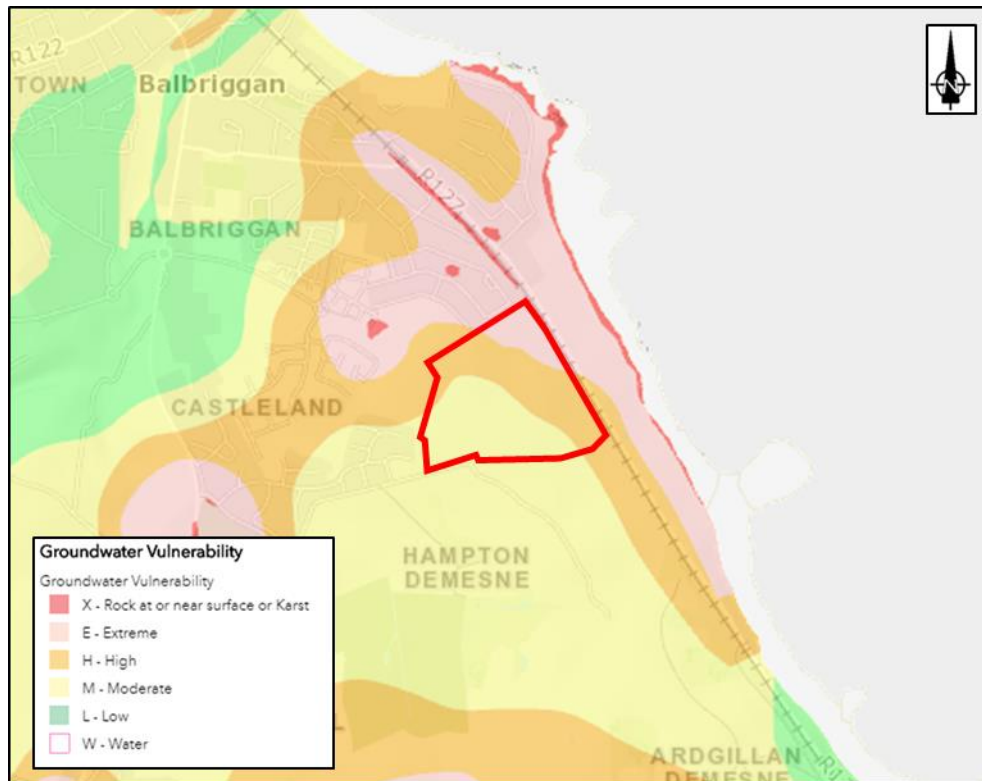 R122
TOWN
Balbriggan
N
R127
BALBRIGGAN
CASTLELAND
HAMPTON
DEMESNE
Groundwater Vulnerability
Groundwater Vulnerability
X - Rock at or near surface or Karst
E - Extreme
H - High
M - Moderate
L - Low
W - Water
L
ARDGILLAN
DEMESNE